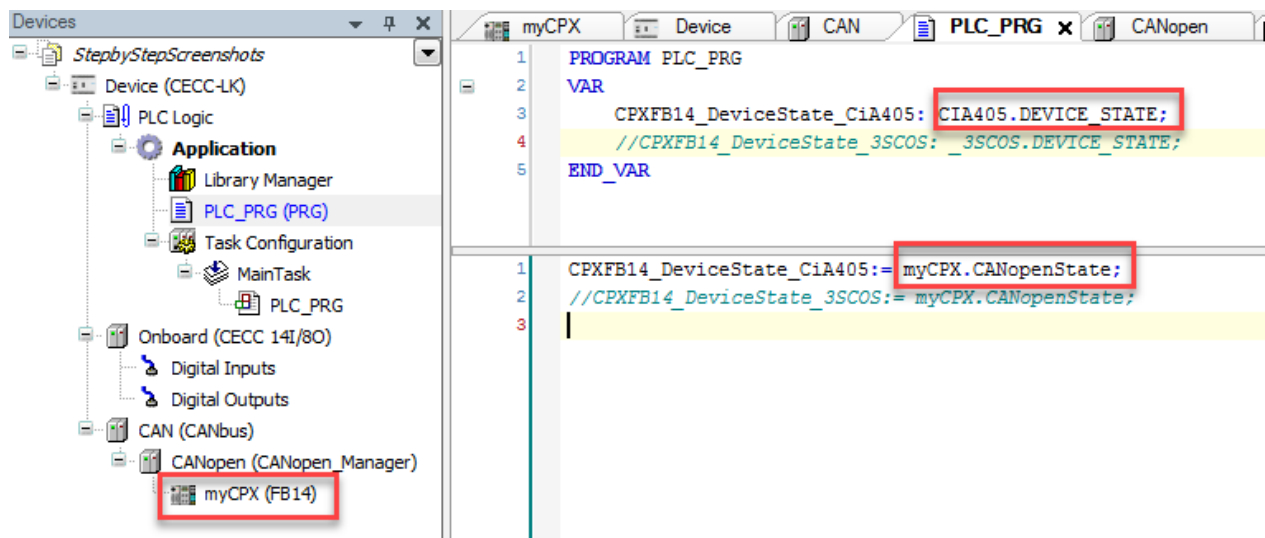 Devices
StepbyStepScreenshots
Device (CECC-LK)
PLC Logic
Application
Library Manager
PLC_PRG (PRG)
Task Configuration
MainTask
PLC_PRG
Onboard (CECC 14I/8O)
Digital Inputs
Digital Outputs
CAN (CANbus)
CANopen (CANopen_Manager)
myCPX (FB14)
myCPX Device CAN PLC_PRG X CANopen
1 PROGRAM PLC_PRG
2 VAR
3 CPXFB14_DeviceState_CiA405: CIA405.DEVICE_STATE;
4 //CPXFB14_DeviceState_3SCOS: _3SCOS.DEVICE_STATE;
5 END_VAR
1 CPXFB14_DeviceState_CiA405:= myCPX.CANopenState;
2 //CPXFB14_DeviceState_3SCOS:= myCPX.CANopenState;
3